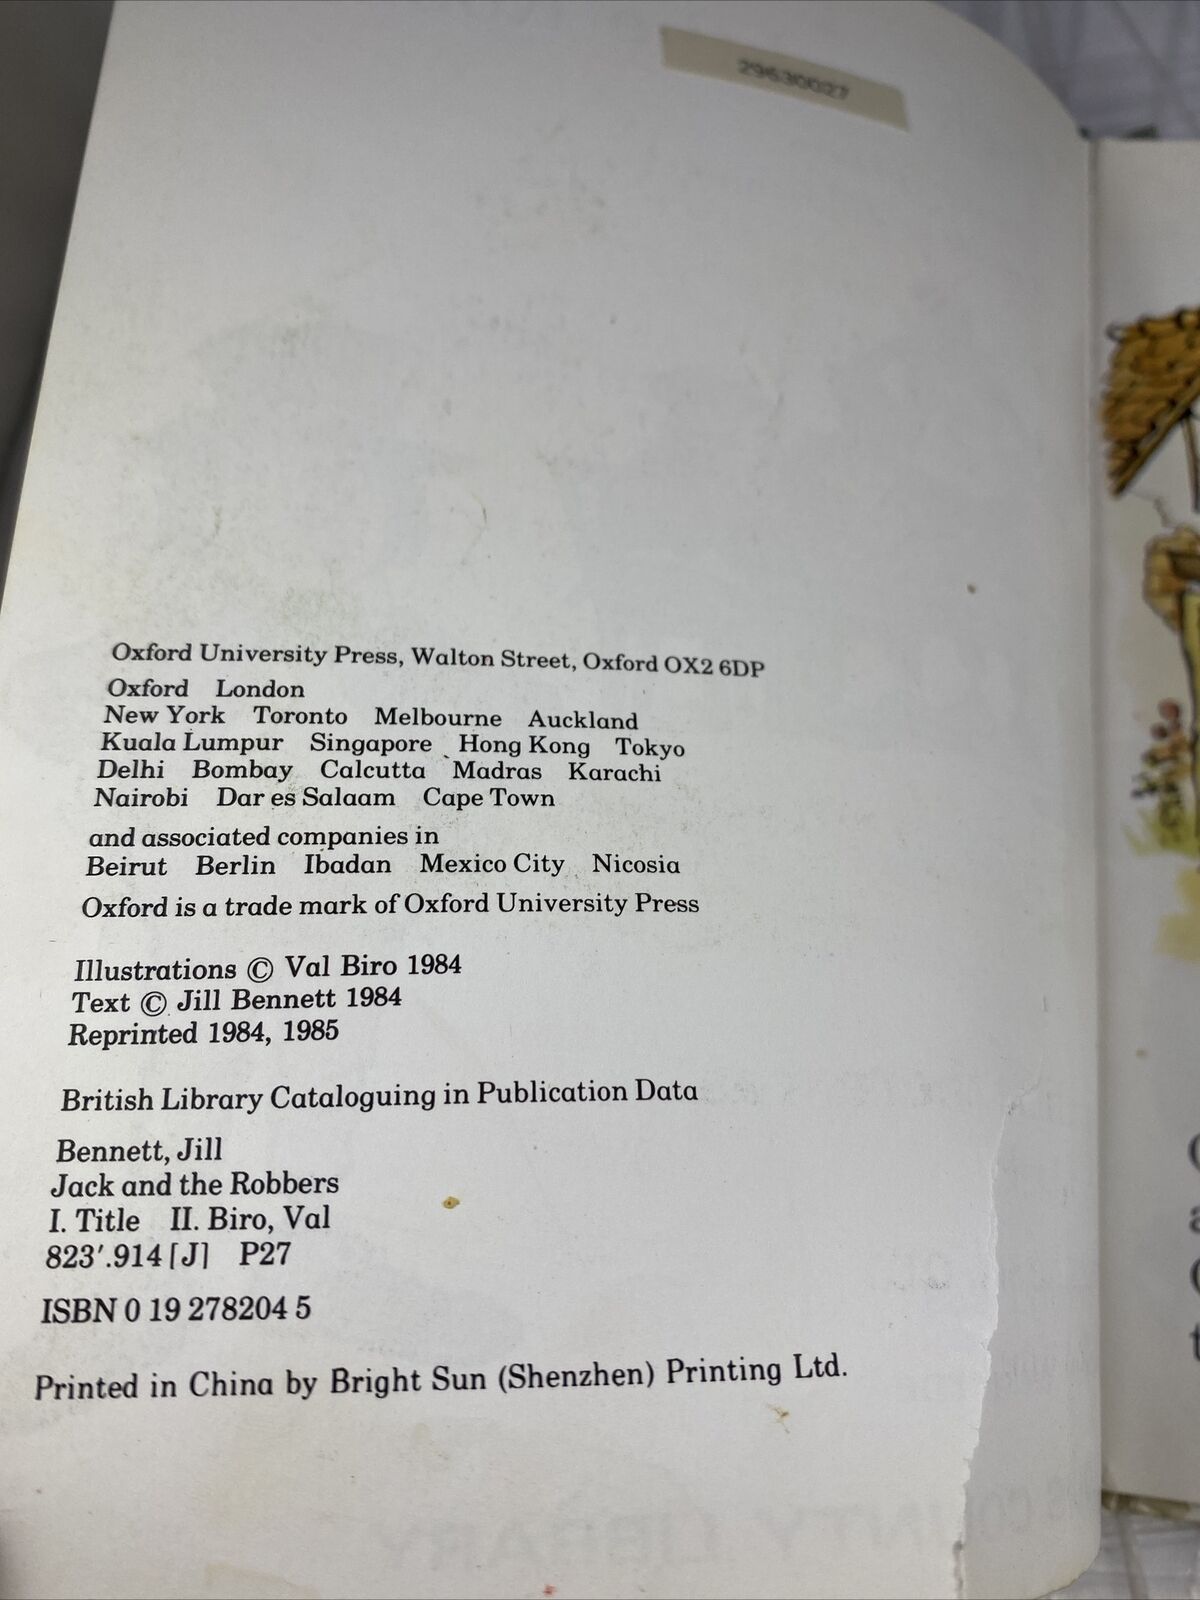 29630027
Oxford University Press, Walton Street, Oxford OX2 6DP
Oxford London
New York Toronto Melbourne Auckland
Kuala Lumpur Singapore Hong Kong Tokyo
Delhi Bombay Calcutta Madras Karachi
Nairobi Dar es Salaam Cape Town
and associated companies in
Beirut Berlin Ibadan Mexico City Nicosia
Oxford is a trade mark of Oxford University Press
Illustrations © Val Biro 1984
Text © Jill Bennett 1984
Reprinted 1984, 1985
British Library Cataloguing in Publication Data
Bennett, Jill
Jack and the Robbers
I. Title II. Biro, Val
823'.914 [J] P27
ISBN 0 19 278204 5
Printed in China by Bright Sun (Shenzhen) Printing Ltd.